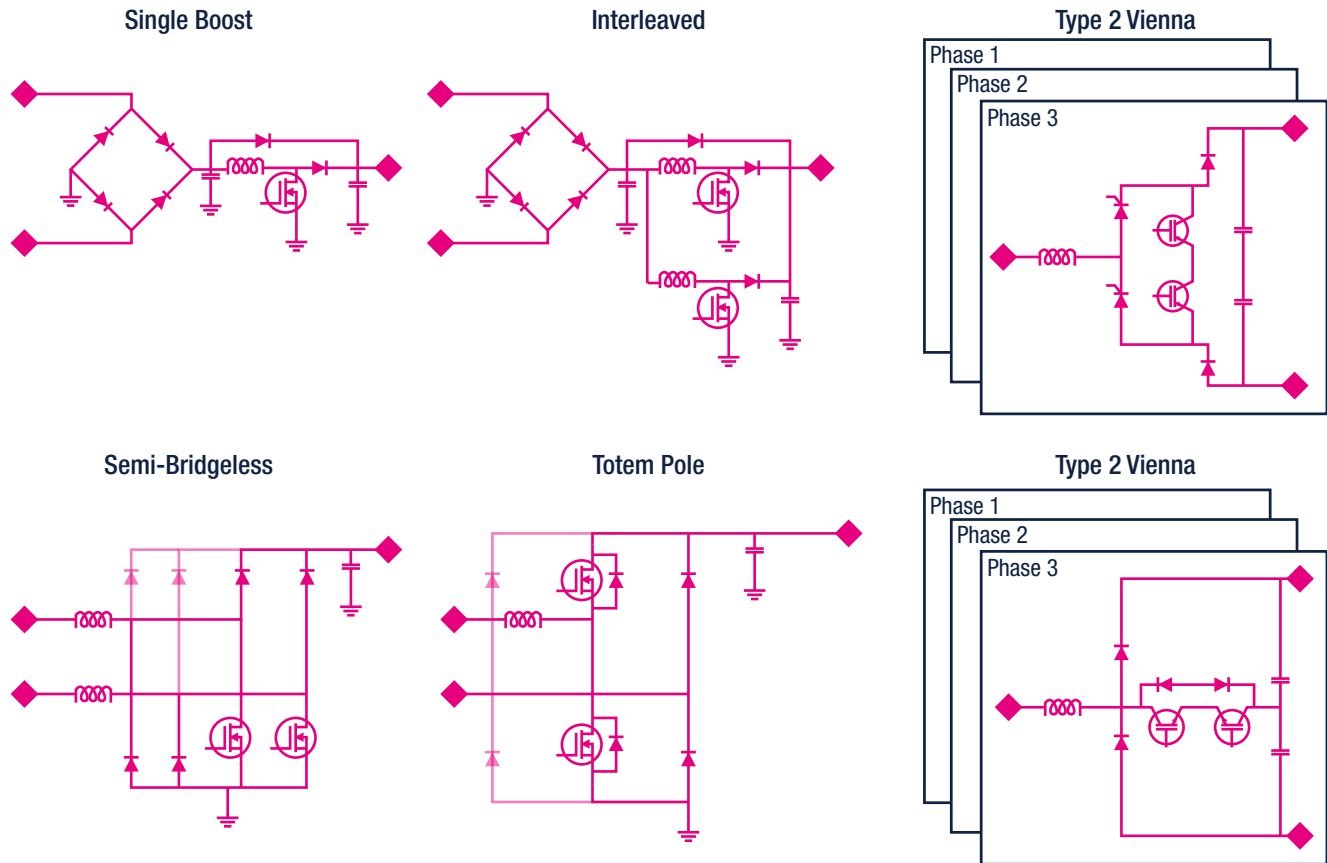 Single Boost
Interleaved
Type 2 Vienna
Phase 1
Phase 2
Phase 3
Semi-Bridgeless
Totem Pole
Type 2 Vienna
Phase 1
Phase 2
Phase 3